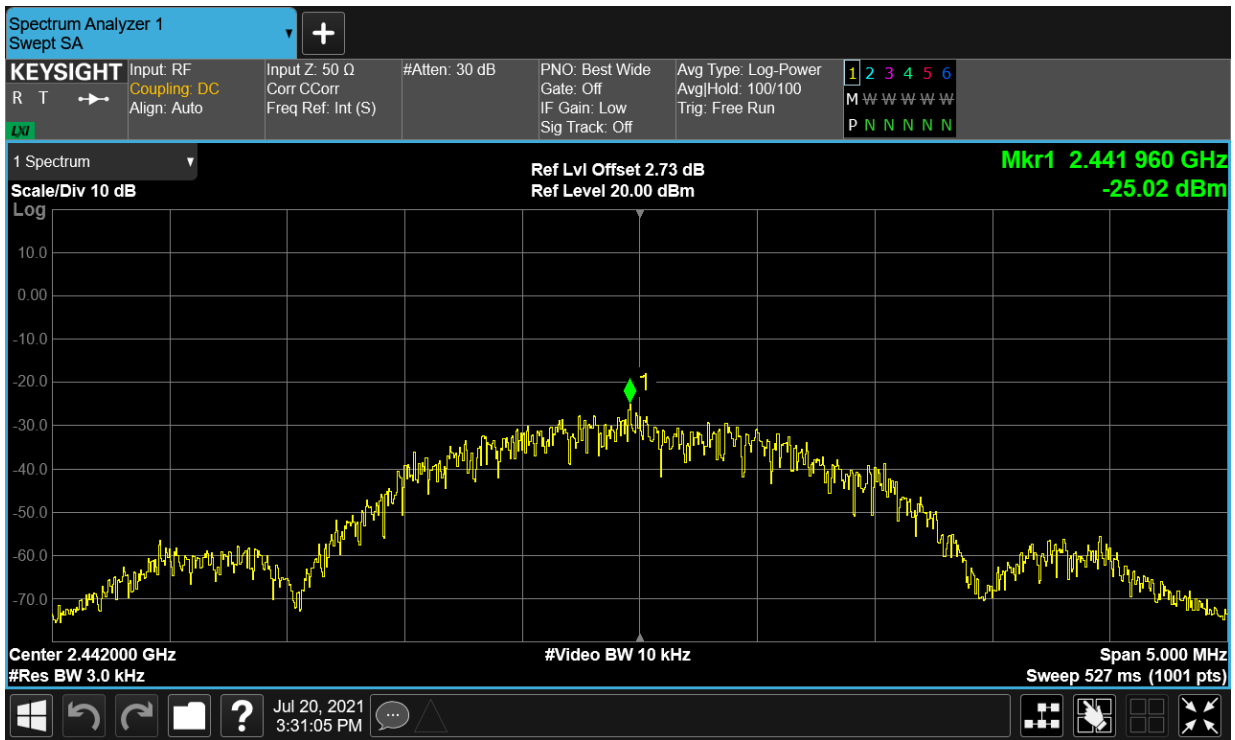 Spectrum Analyzer 1
Swept SA
+
KEYSIGHT
R T
LXI
Input: RF
Coupling: DC
Align: Auto
Input Z: 50 Ω
Corr CCorr
Freq Ref: Int (S)
#Atten: 30 dB
PNO: Best Wide
Gate: Off
IF Gain: Low
Sig Track: Off
Avg Type: Log-Power
Avg|Hold: 100/100
Trig: Free Run
1 2 3 4 5 6
M W W W W W
P N N N N N
1 Spectrum
Scale/Div 10 dB
Log
Ref Lvl Offset 2.73 dB
Ref Level 20.00 dBm
Mkr1 2.441 960 GHz
-25.02 dBm
10.0
0.00
-10.0
-20.0
-30.0
-40.0
-50.0
-60.0
-70.0
1
Center 2.442000 GHz
#Res BW 3.0 kHz
#Video BW 10 kHz
Span 5.000 MHz
Sweep 527 ms (1001 pts)
?
Jul 20, 2021
3:31:05 PM